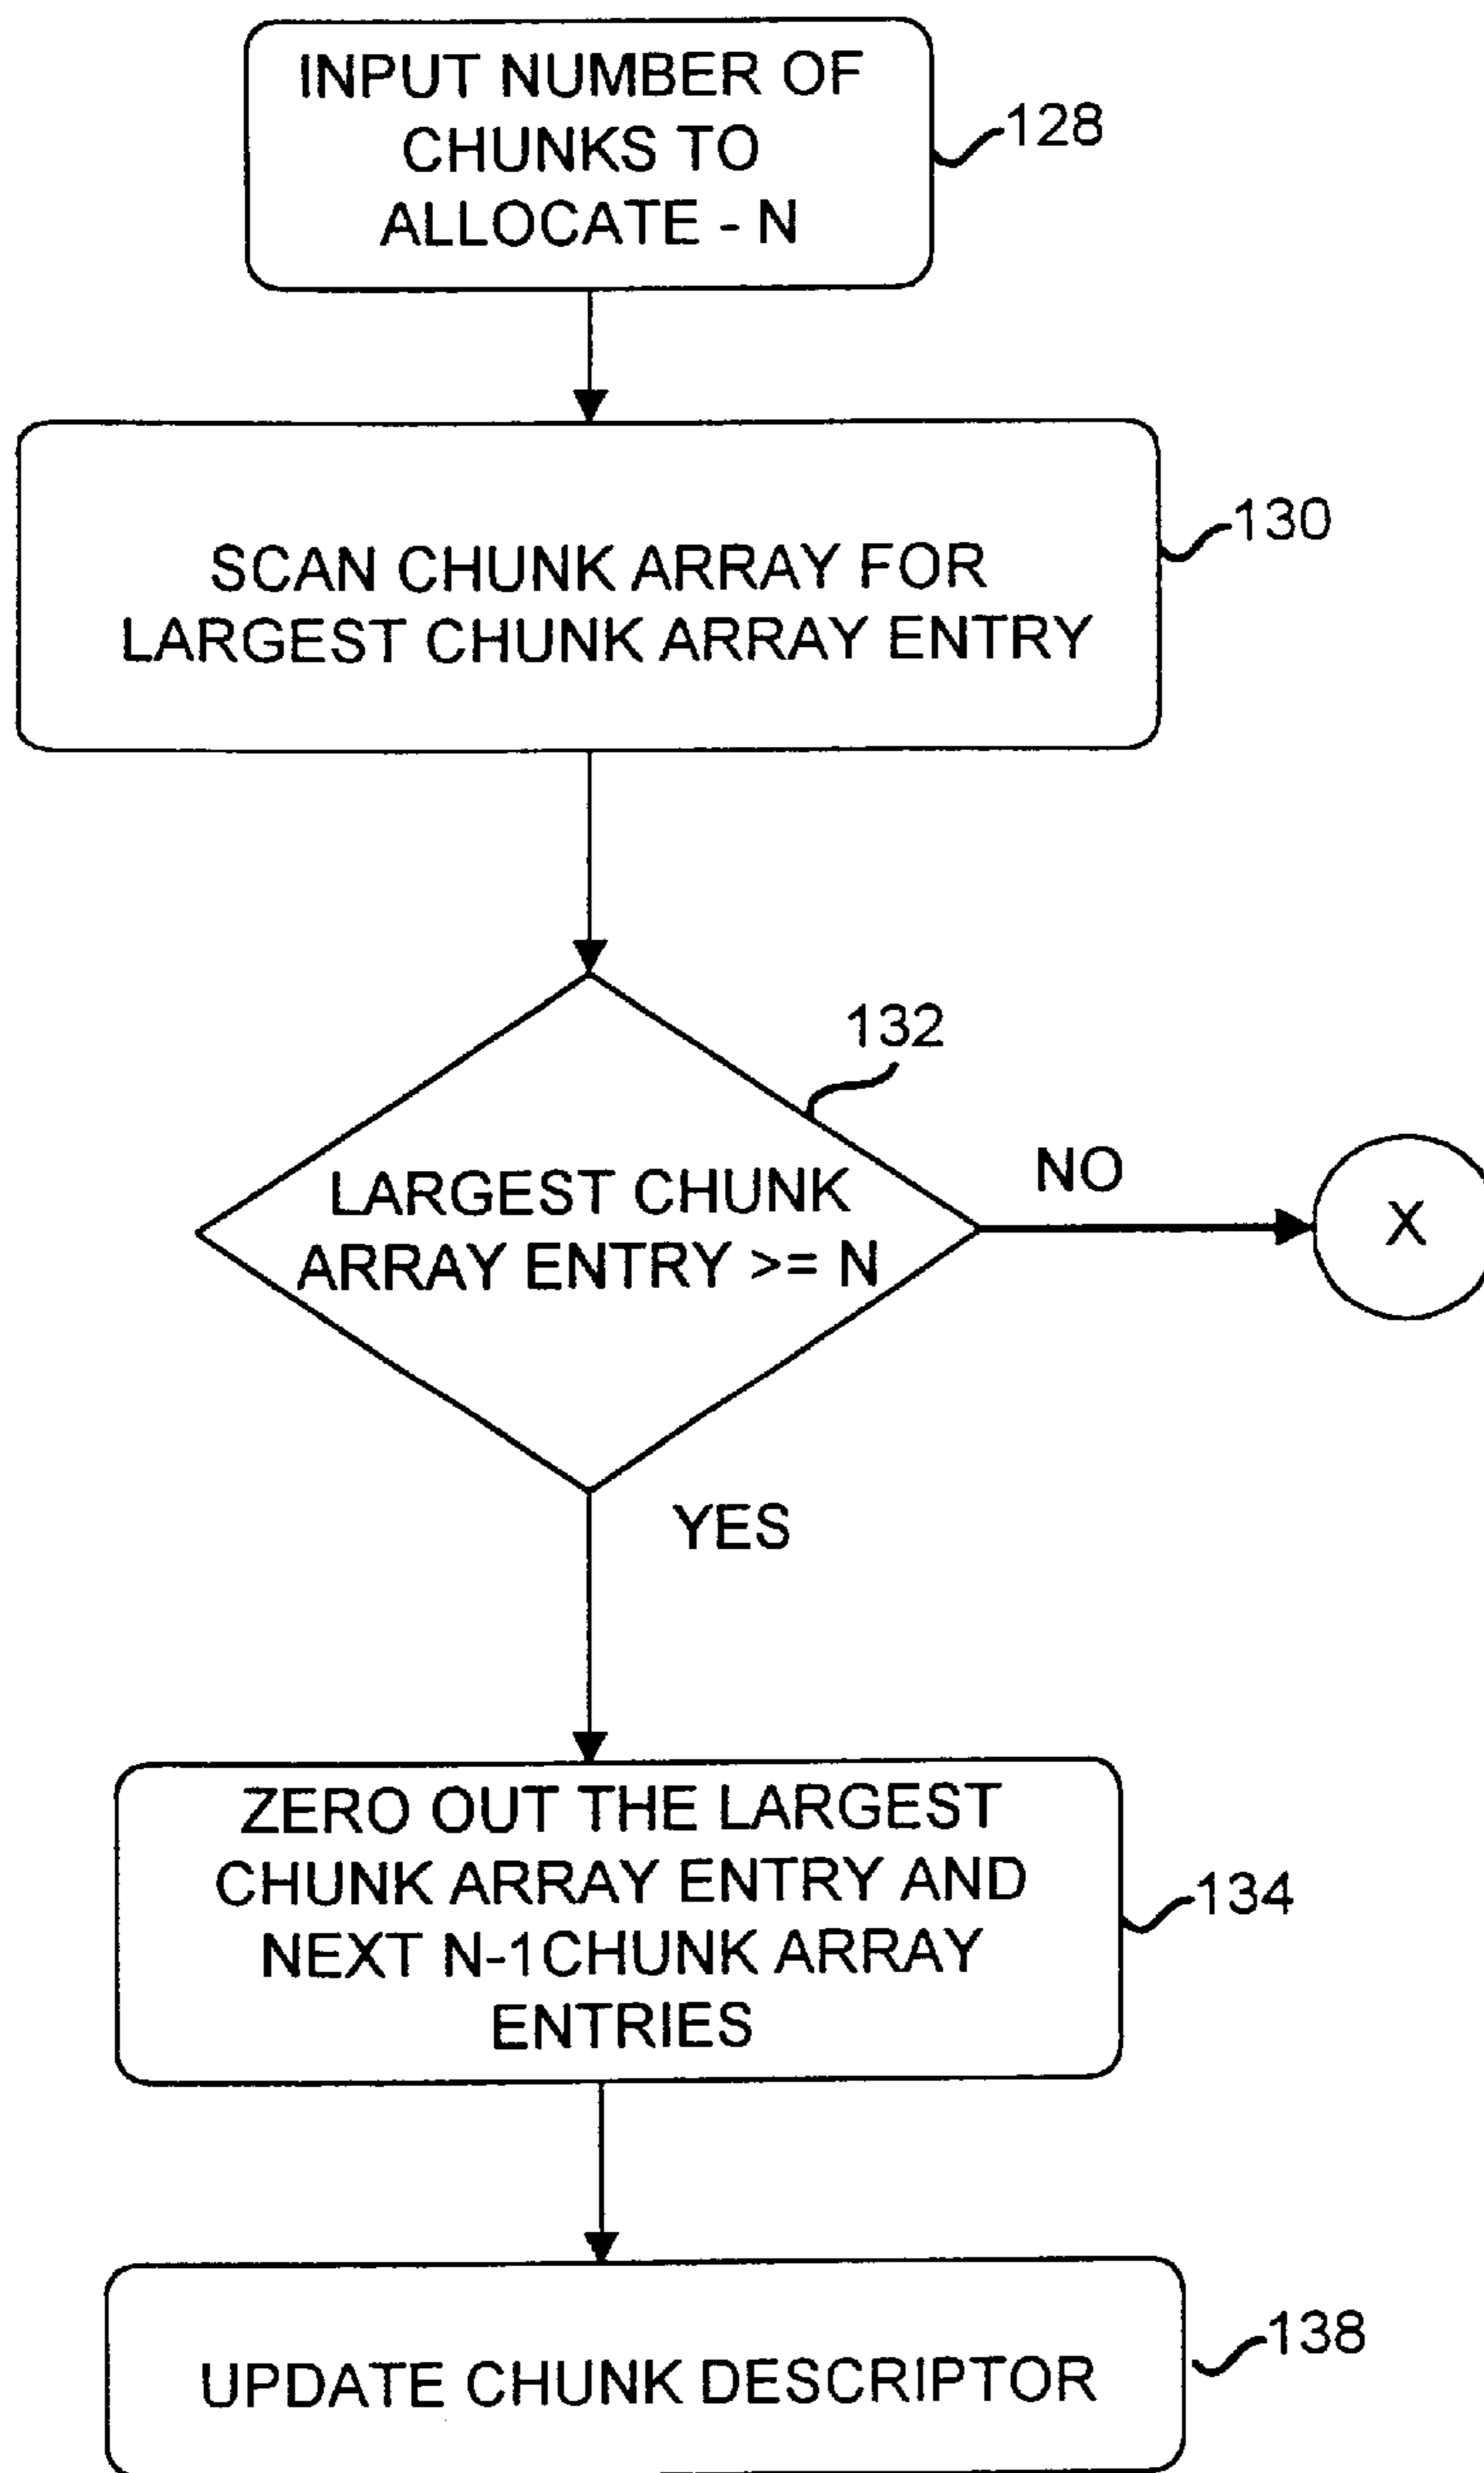 INPUT NUMBER OF
CHUNKS TO
ALLOCATE - N
128
SCAN CHUNK ARRAY FOR
LARGEST CHUNK ARRAY ENTRY
130
132
LARGEST CHUNK
ARRAY ENTRY >= N
NO
X
YES
ZERO OUT THE LARGEST
CHUNK ARRAY ENTRY AND
NEXT N-1CHUNK ARRAY
ENTRIES
134
UPDATE CHUNK DESCRIPTOR
138